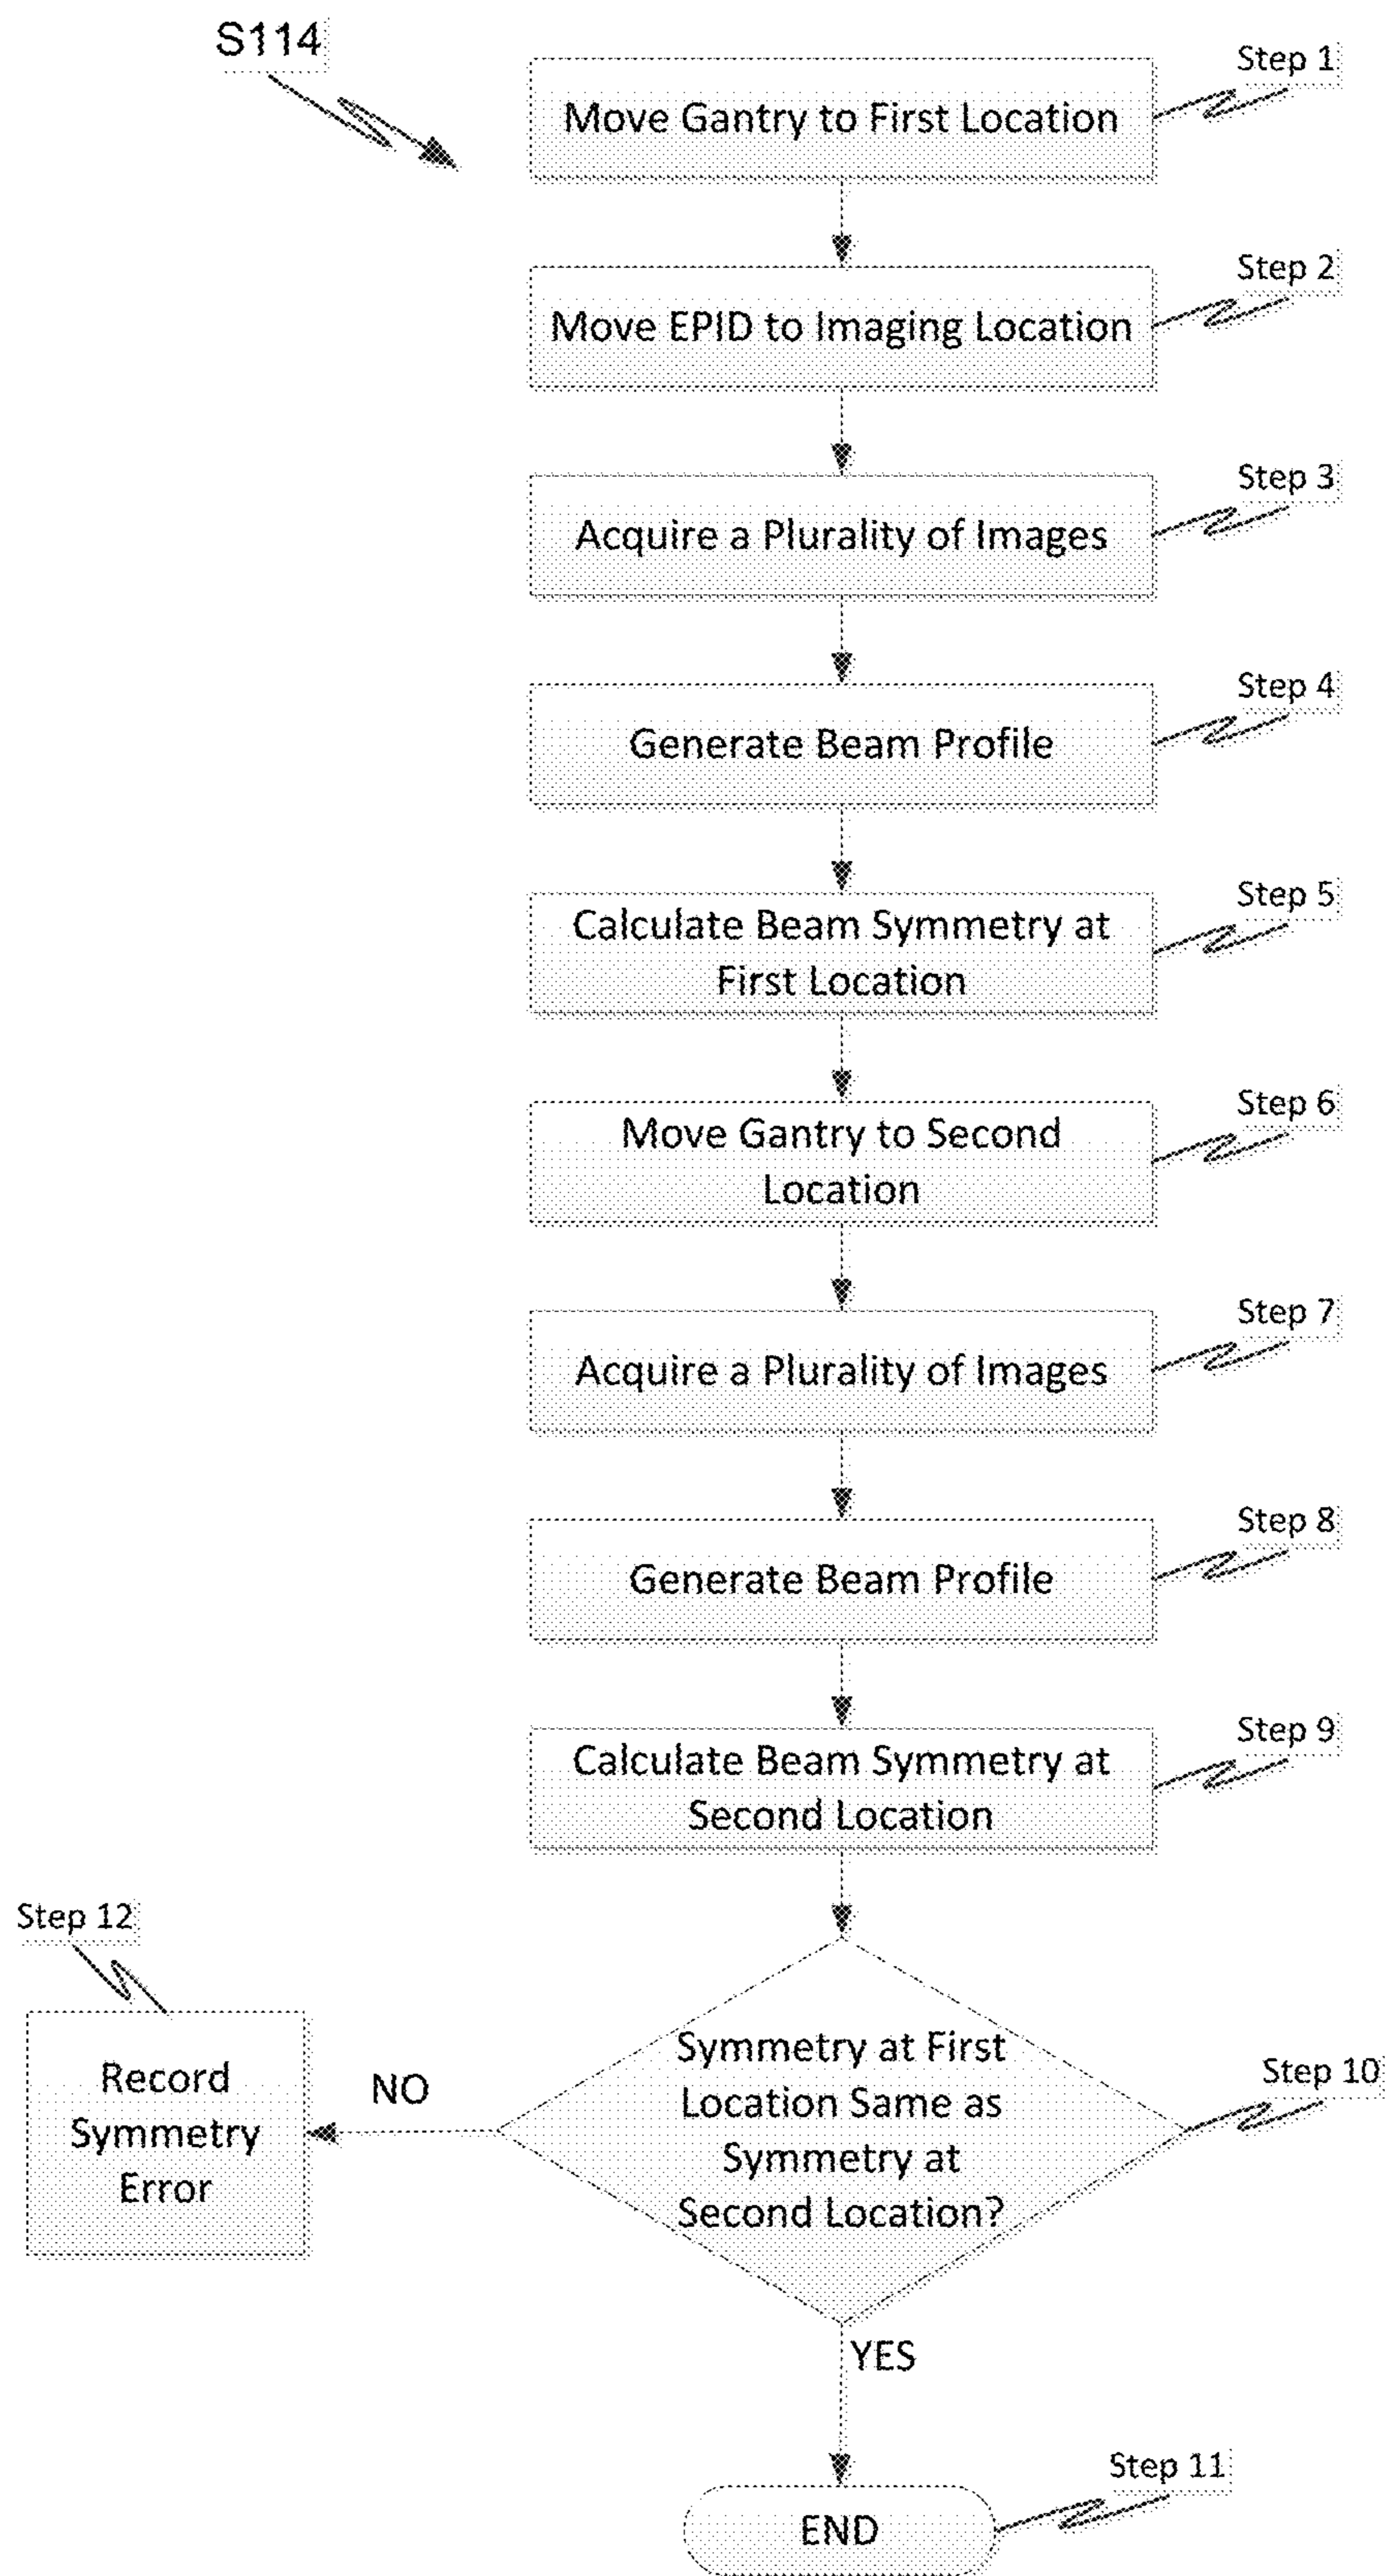 S114
Step 1
Move Gantry to First Location
Step 2
Move EPID to Imaging Location
Step 3
Acquire a Plurality of Images
Step 4
Generate Beam Profile
Step 5
Calculate Beam Symmetry at
First Location
Step 6
Move Gantry to Second
Location
Step 7
Acquire a Plurality of Images
Step 8
Generate Beam Profile
Step 9
Calculate Beam Symmetry at
Second Location
Step 10
Symmetry at First
Location Same as
Symmetry at
Second Location?
NO
Step 12
Record
Symmetry
Error
YES
Step 11
END